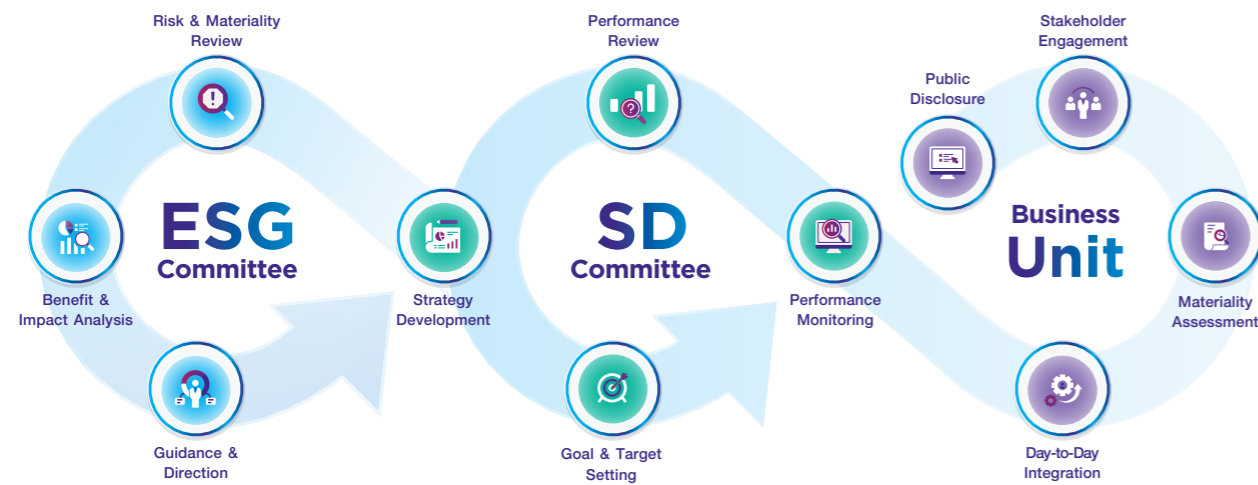 Risk & Materiality
Review
Benefit &
Impact Analysis
ESG
Committee
Guidance &
Direction
Performance
Review
Strategy
Development
SD
Committee
Goal & Target
Setting
Performance
Monitoring
Stakeholder
Engagement
Public
Disclosure
Business
Unit
Materiality
Assessment
Day-to-Day
Integration